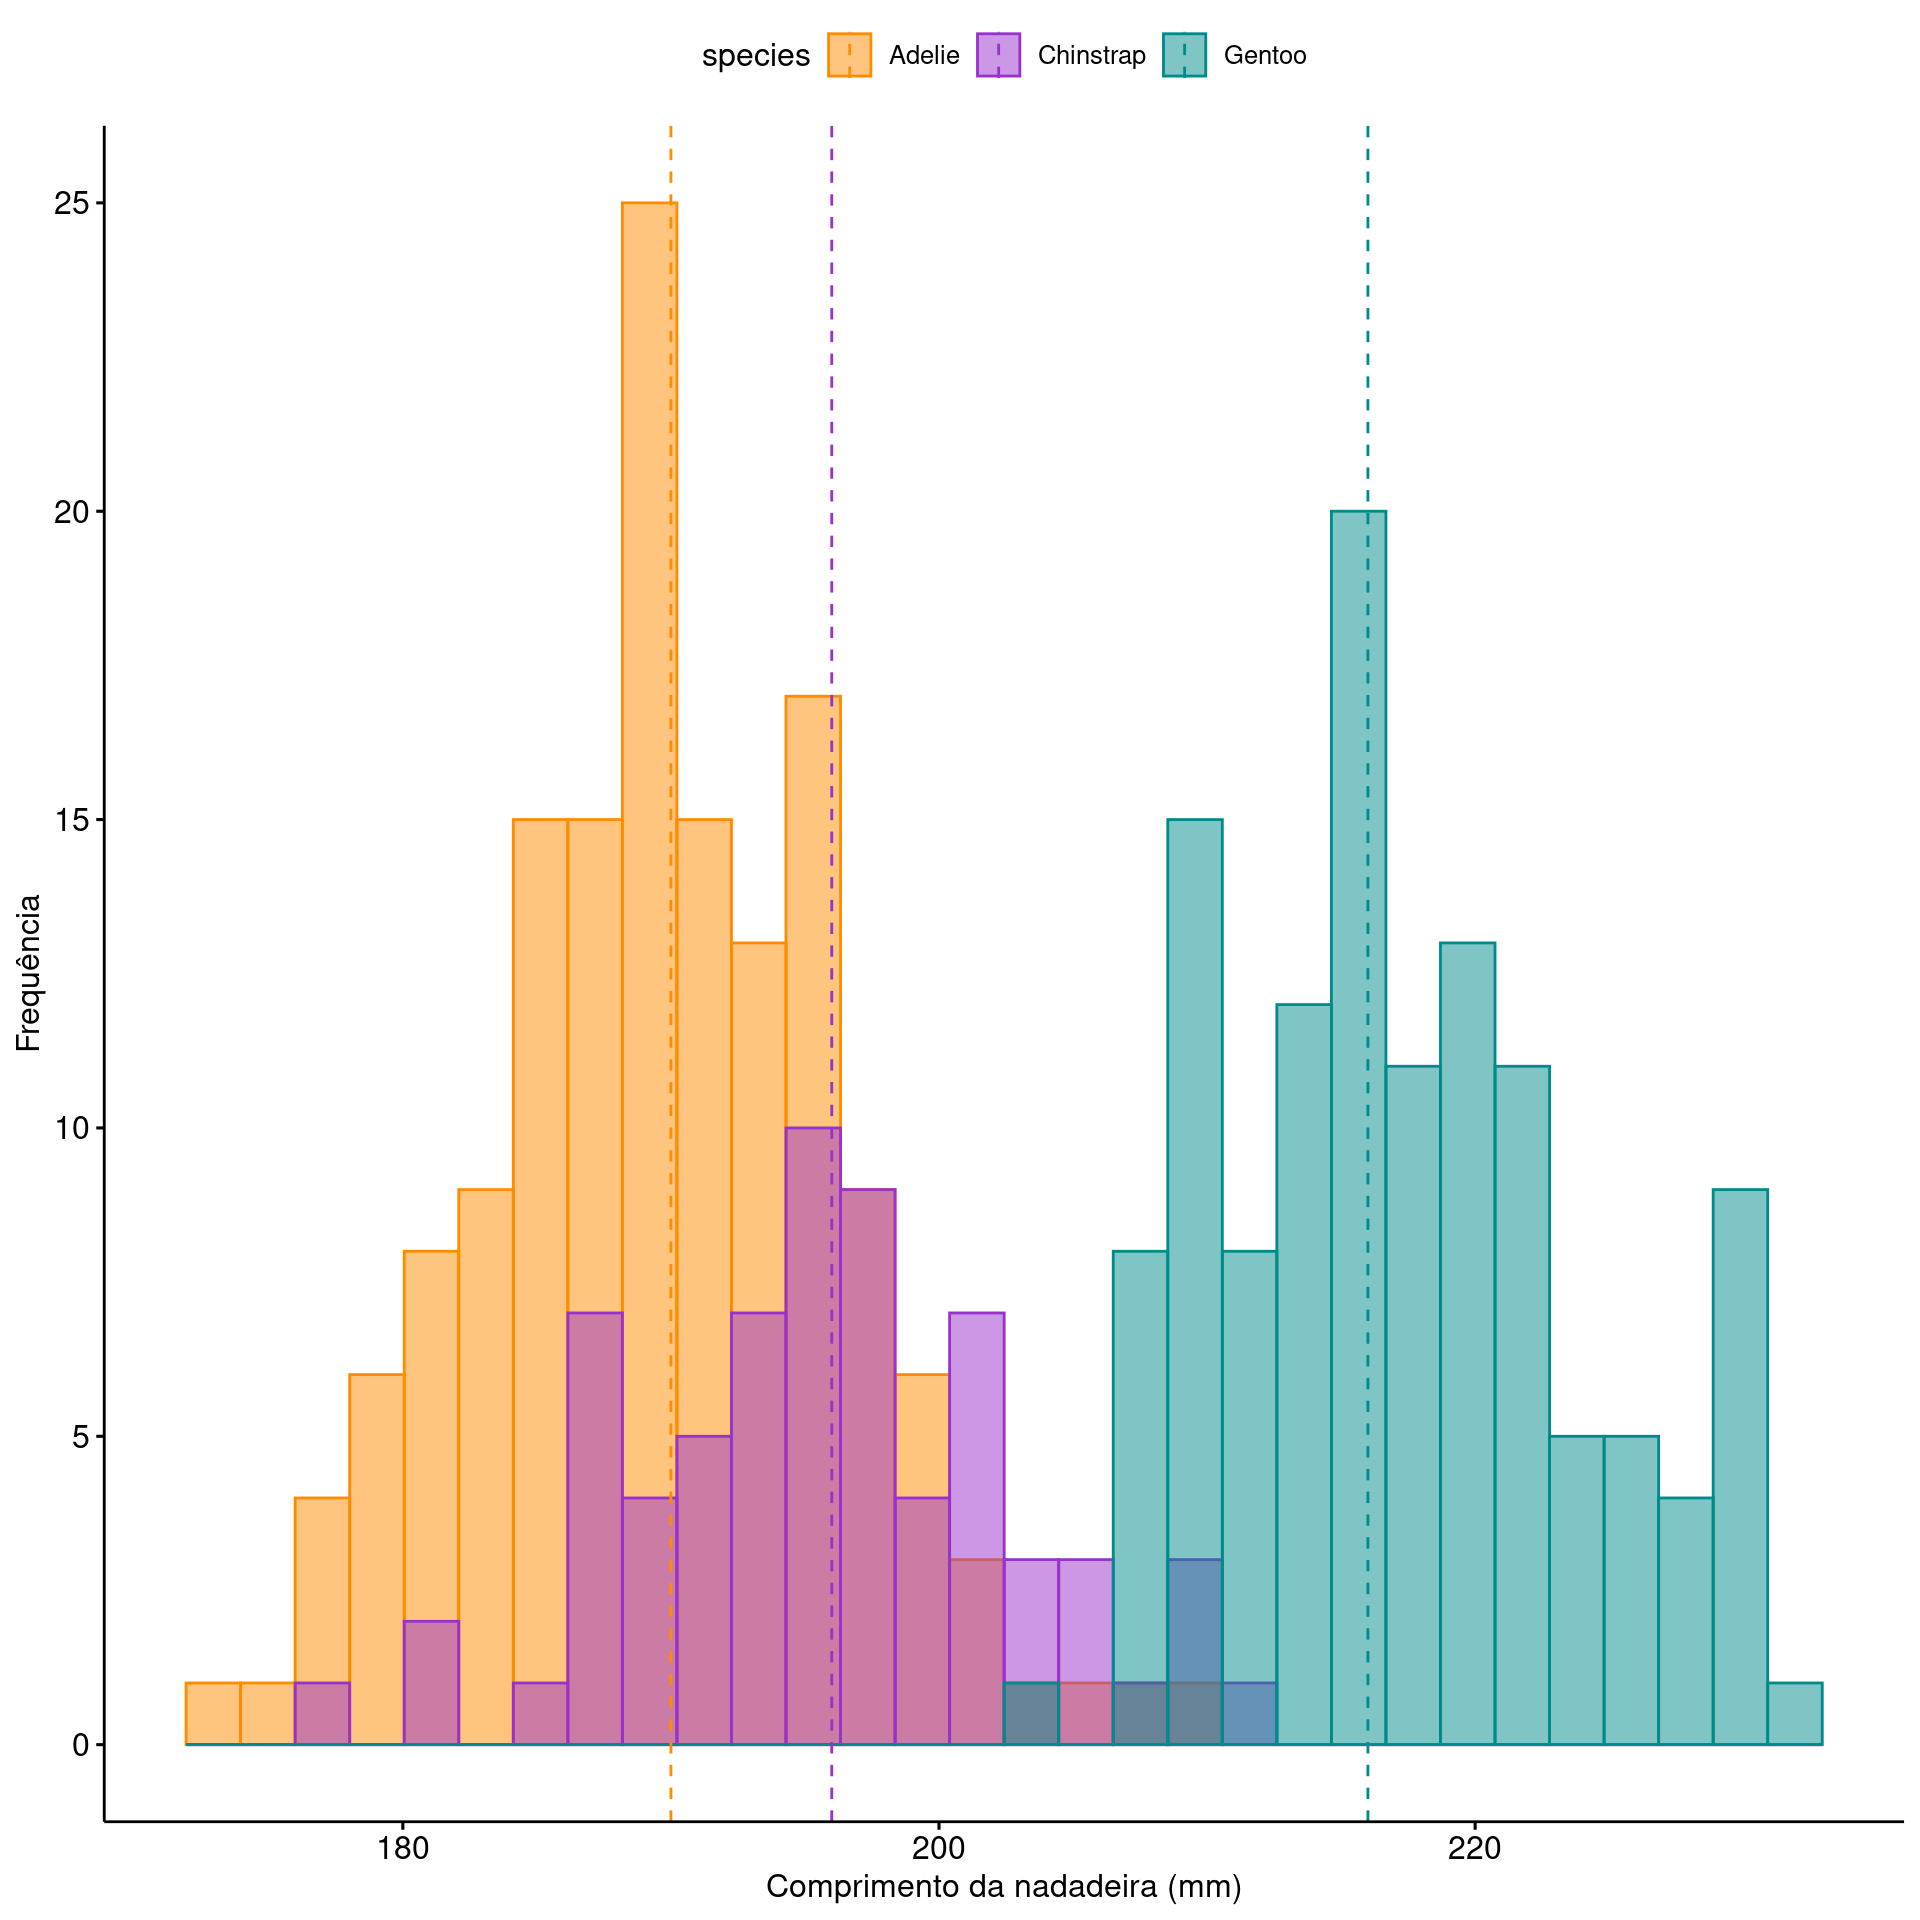 species Adelie Chinstrap Gentoo
25
20
15
10
5
0
Frequência
180 200 220
Comprimento da nadadeira (mm)